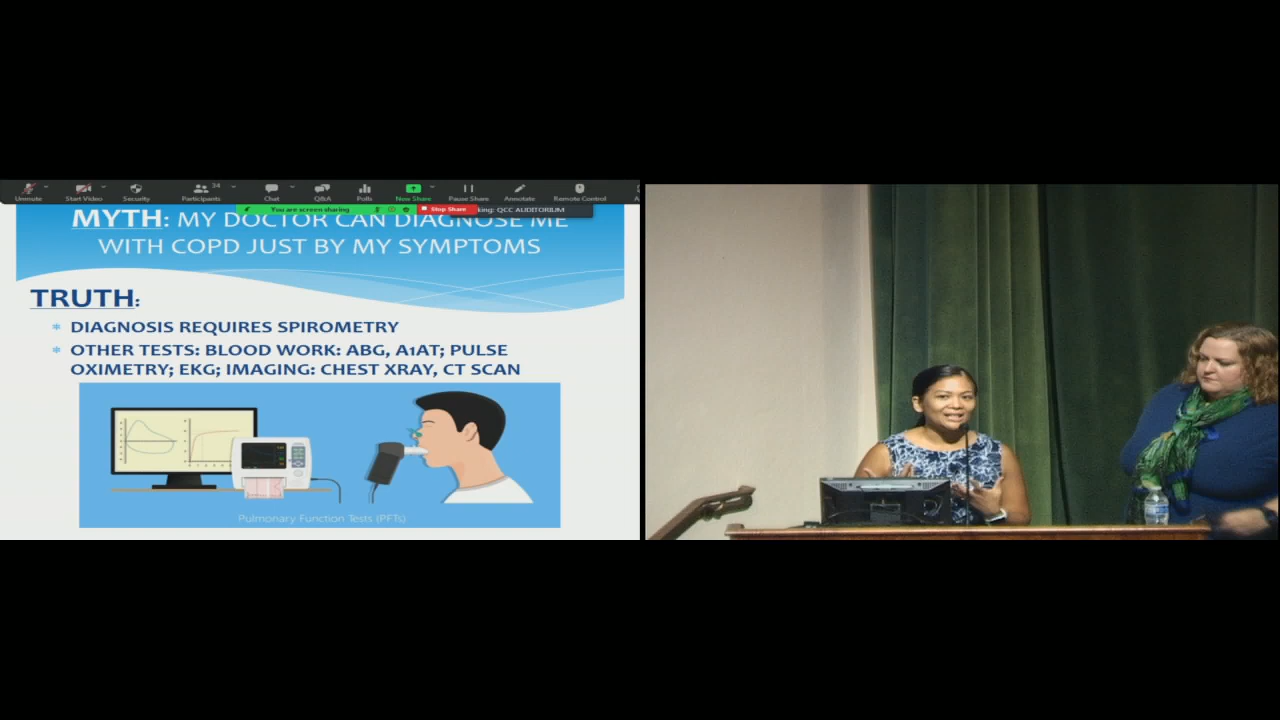 34
Unmute
Start Video
Security
Participants
Chat
Q&A
Polls
New Share
Pause Share
Annotate
Remote Control
You are screen sharing
Stop Share
king: QCC AUDITORIUM
MYTH: MY DOCTOR CAN DIAGNOSE ME
WITH COPD JUST BY MY SYMPTOMS
TRUTH:
* DIAGNOSIS REQUIRES SPIROMETRY
* OTHER TESTS: BLOOD WORK: ABG, A1AT; PULSE
OXIMETRY; EKG; IMAGING: CHEST XRAY, CT SCAN
Pulmonary Function Tests (PFTs)